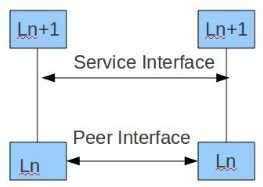 Ln+1 Ln+1
Service Interface
Peer Interface
Ln Ln